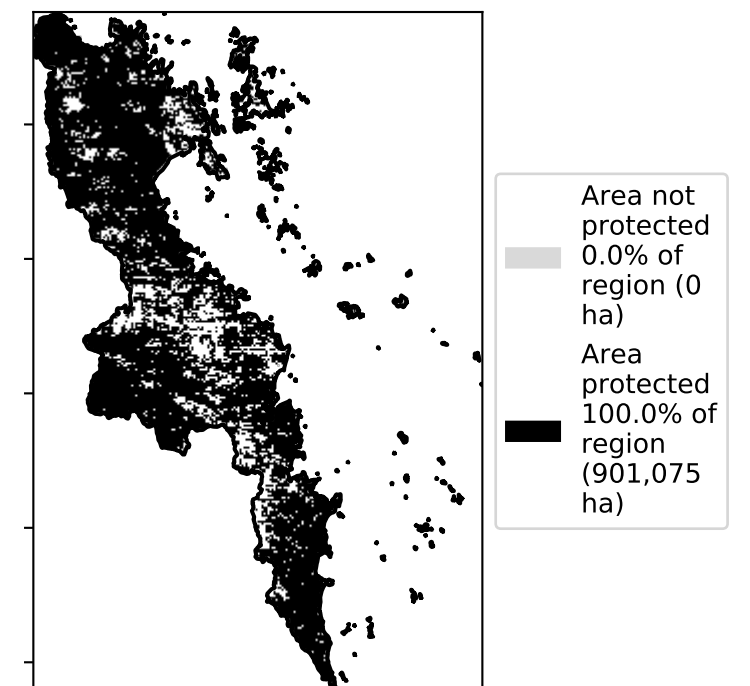 Area not
protected
0.0% of
region (0
ha)
Area
protected
100.0% of
region
(901,075
ha)